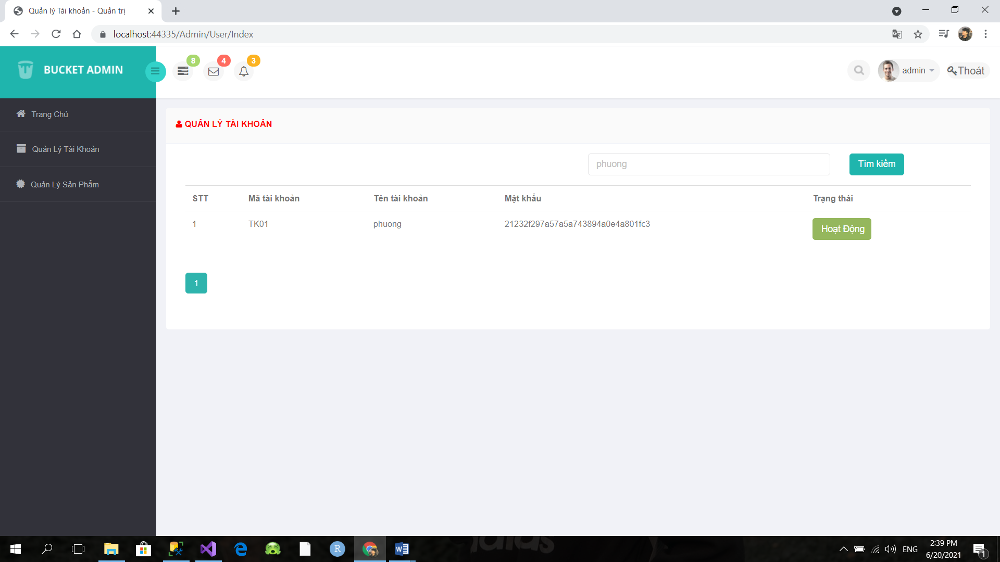 Quản lý Tài khoản - Quản trị
localhost:44335/Admin/User/Index
BUCKET ADMIN
8
4
3
admin
Thoát
Trang Chủ
Quản Lý Tài Khoản
Quản Lý Sản Phẩm
QUẢN LÝ TÀI KHOẢN
phuong
Tìm kiếm
STT Mã tài khoản Tên tài khoản Mật khẩu Trạng thái
1 TK01 phuong 21232f297a57a5a743894a0e4a801fc3 Hoạt Động
1
R
ENG
2:39 PM
6/20/2021
1